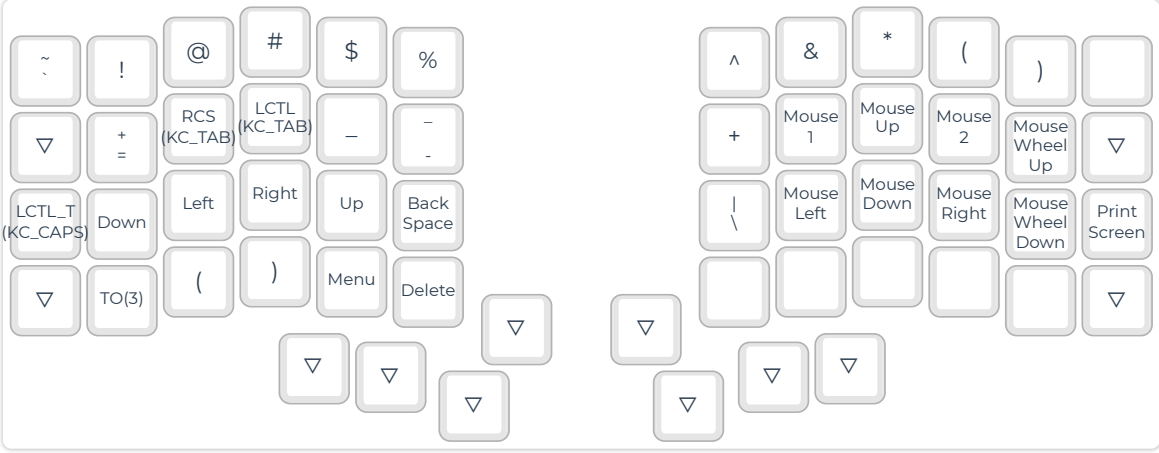 ~
`
!
@
#
$
%
^
&
*
(
)
▽
+
=
RCS
(KC_TAB)
LCTL
(KC_TAB)
_
_
-
+
Mouse
1
Mouse
Up
Mouse
2
Mouse
Wheel
Up
▽
LCTL_T
(KC_CAPS)
Down
Left
Right
Up
Back
Space
|
\
Mouse
Left
Mouse
Down
Mouse
Right
Mouse
Wheel
Down
Print
Screen
▽
TO(3)
(
)
Menu
Delete
▽
▽
▽
▽
▽
▽
▽
▽
▽